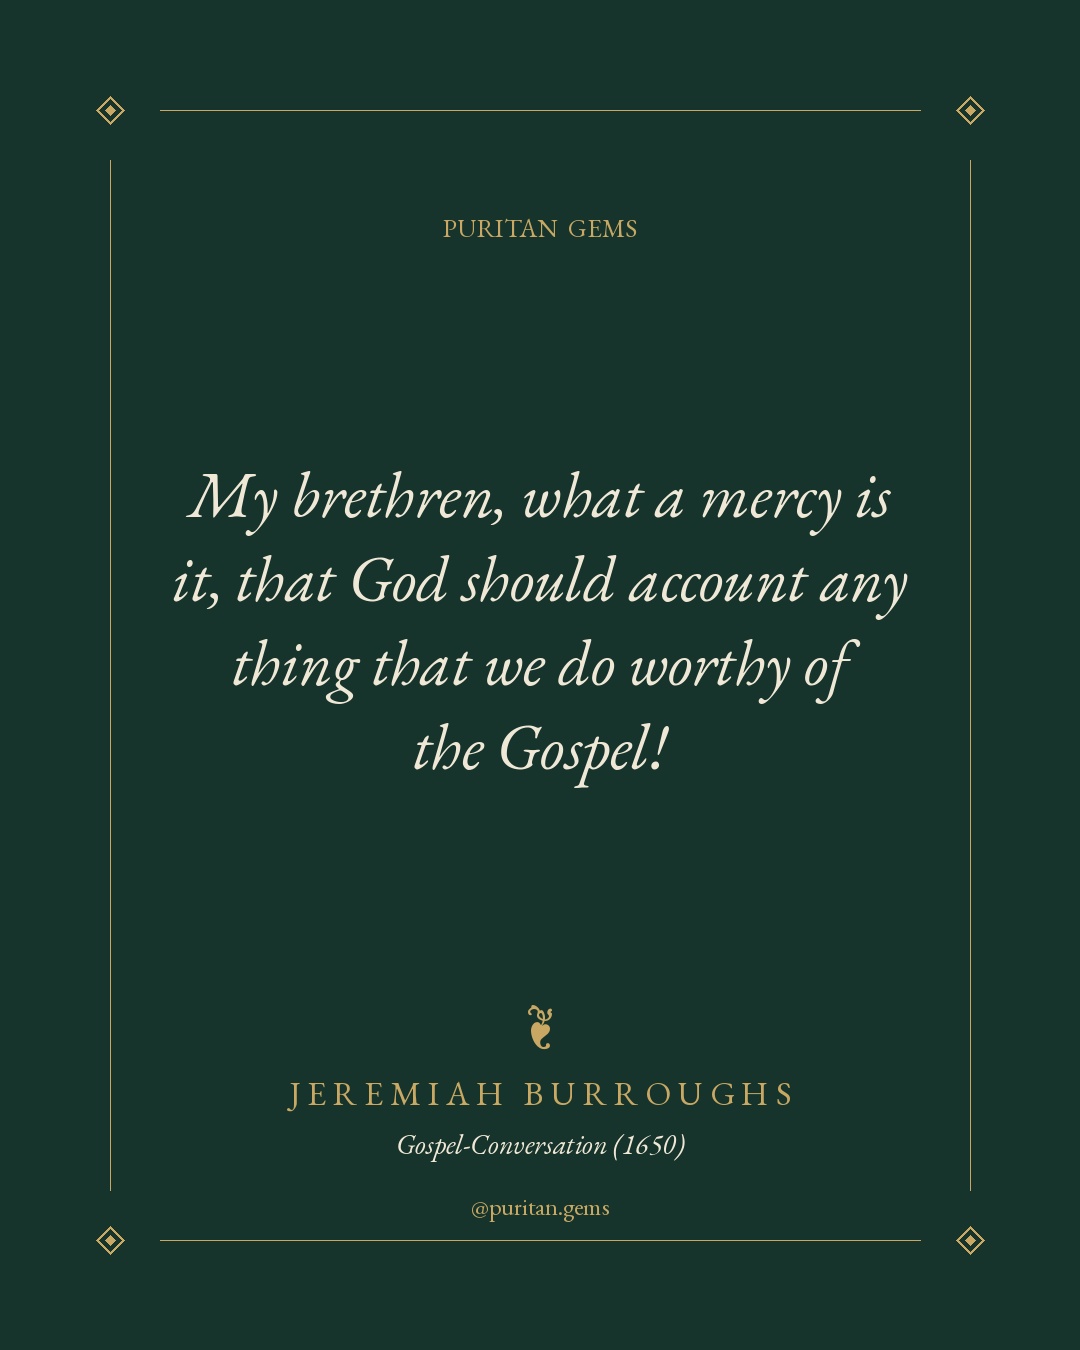 PURITAN GEMS
My brethren, what a mercy is
it, that God should account any
thing that we do worthy of
the Gospel!
JEREMIAH BURROUGHS
Gospel-Conversation (1650)
@puritan.gems